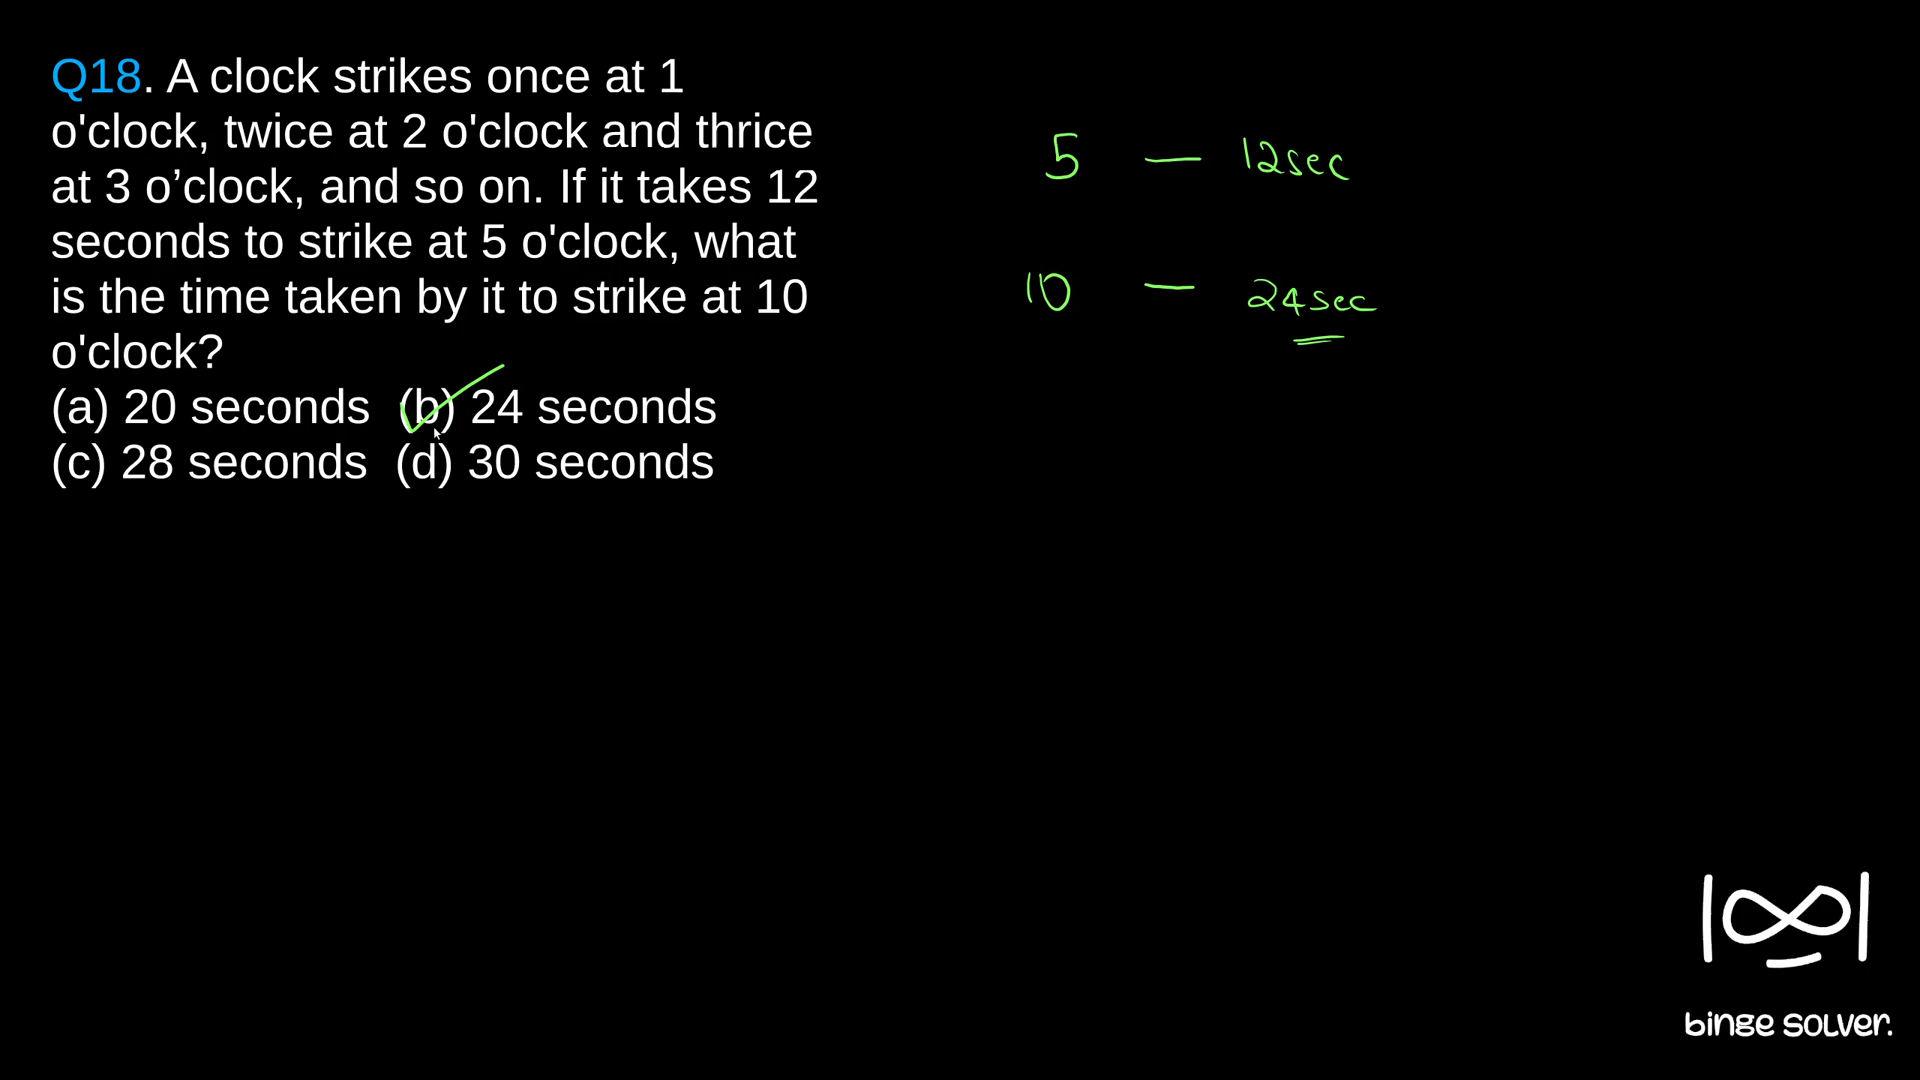 Q18. A clock strikes once at 1
o'clock, twice at 2 o'clock and thrice
at 3 o’clock, and so on. If it takes 12
seconds to strike at 5 o'clock, what
is the time taken by it to strike at 10
o'clock?
(a) 20 seconds (b) 24 seconds
(c) 28 seconds (d) 30 seconds
5 — 12sec
10 — 24sec
binge solver.